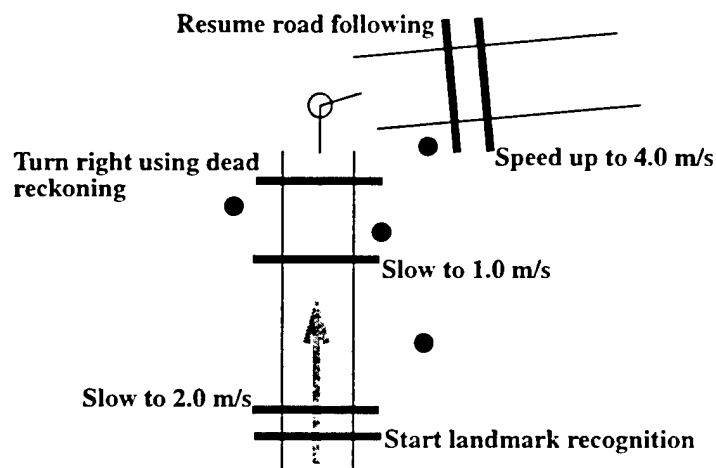 Resume road following
Speed up to 4.0 m/s
Turn right using dead
reckoning
Slow to 1.0 m/s
Slow to 2.0 m/s
Start landmark recognition